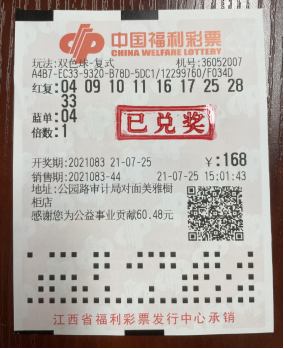 中国福利彩票
CHINA WELFARE LOTTERY
玩法:双色球-复式 机号:36052007
A4B7-EC33-9320-B78D-5DC1/12299760/F034D
红复:04 09 10 11 16 17 25 28
33
蓝单:04
倍数:1
已兑奖
开奖期:2021083 21-07-25 ¥:168
销售期:2021083-44 21-07-25 15:01:43
地址:公园路审计局对面美雅橱
柜店
感谢您为公益事业贡献60.48元
江西省福利彩票发行中心承销